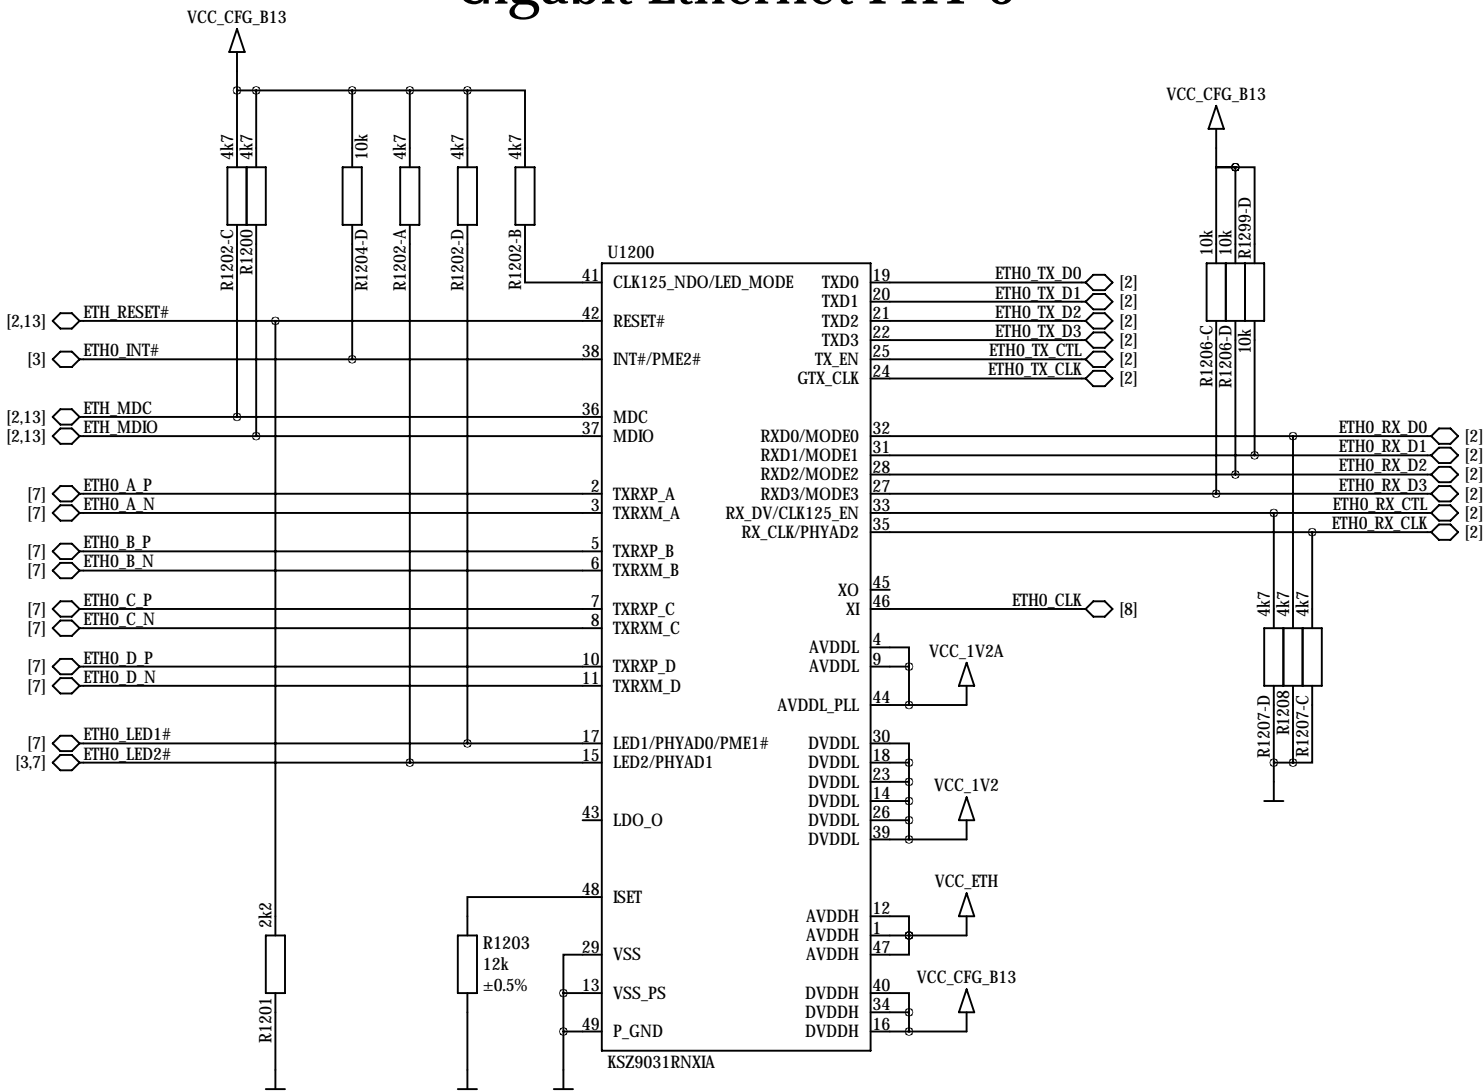 Gigabit Ethernet PHY 0
VCC_CFG_B13
VCC_CFG_B13
4k7
4k7
10k
4k7
4k7
4k7
R1202-C
R1200
R1204-D
R1202-A
R1202-D
R1202-B
10k
10k
R1299-D
R1206-C
R1206-D
10k
U1200
[2,13] ETH_RESET#
[3] ETH0_INT#
[2,13] ETH_MDC
[2,13] ETH_MDIO
[7] ETH0_A_P
[7] ETH0_A_N
[7] ETH0_B_P
[7] ETH0_B_N
[7] ETH0_C_P
[7] ETH0_C_N
[7] ETH0_D_P
[7] ETH0_D_N
[7] ETH0_LED1#
[3,7] ETH0_LED2#
41 CLK125_NDO/LED_MODE
42 RESET#
38 INT#/PME2#
36 MDC
37 MDIO
2 TXRXP_A
3 TXRXM_A
5 TXRXP_B
6 TXRXM_B
7 TXRXP_C
8 TXRXM_C
10 TXRXP_D
11 TXRXM_D
17 LED1/PHYAD0/PME1#
15 LED2/PHYAD1
43 LDO_O
48 ISET
29 VSS
13 VSS_PS
49 P_GND
TXD0 19 ETH0_TX_D0 [2]
TXD1 20 ETH0_TX_D1 [2]
TXD2 21 ETH0_TX_D2 [2]
TXD3 22 ETH0_TX_D3 [2]
TX_EN 25 ETH0_TX_CTL [2]
GTX_CLK 24 ETH0_TX_CLK [2]
RXD0/MODE0 32 ETH0_RX_D0 [2]
RXD1/MODE1 31 ETH0_RX_D1 [2]
RXD2/MODE2 28 ETH0_RX_D2 [2]
RXD3/MODE3 27 ETH0_RX_D3 [2]
RX_DV/CLK125_EN 33 ETH0_RX_CTL [2]
RX_CLK/PHYAD2 35 ETH0_RX_CLK [2]
XO 45
XI 46 ETH0_CLK [8]
AVDDL 4
AVDDL 9
AVDDL_PLL 44
VCC_1V2A
DVDDL 30
DVDDL 18
DVDDL 23
DVDDL 14
DVDDL 26
DVDDL 39
VCC_1V2
AVDDH 12
AVDDH 1
AVDDH 47
VCC_ETH
DVDDH 40
DVDDH 34
DVDDH 16
VCC_CFG_B13
4k7
4k7
4k7
R1207-D
R1208
R1207-C
2k2
R1201
R1203
12k
±0.5%
KSZ9031RNXIA